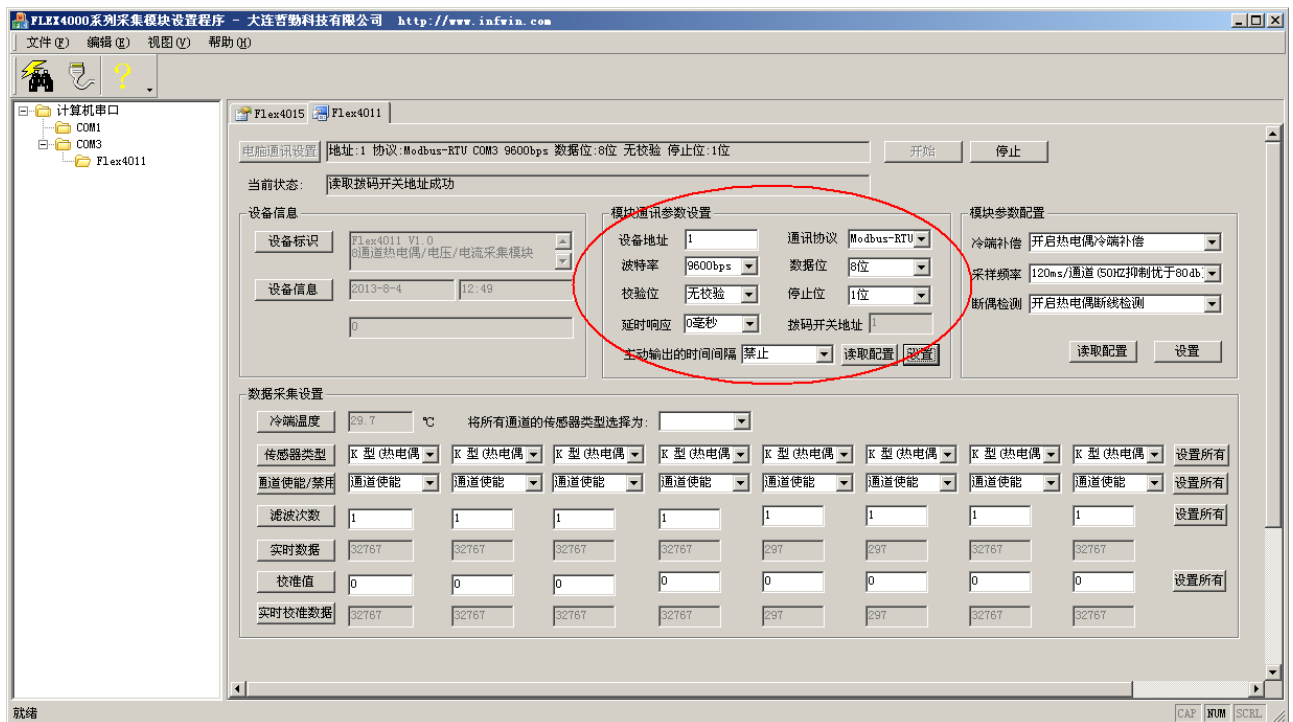 FLEX4000系列采集模块设置程序 - 大连哲勤科技有限公司 http://www.infwin.com
文件(F) 编辑(E) 视图(V) 帮助(H)
计算机串口
COM1
COM3
Flex4011
Flex4015 Flex4011
电脑通讯设置 地址:1 协议:Modbus-RTU COM3 9600bps 数据位:8位 无校验 停止位:1位 开始 停止
当前状态: 读取拨码开关地址成功
设备信息
设备标识 Flex4011 V1.0
8通道热电偶/电压/电流采集模块
设备信息 2013-8-4 12:49
0
模块通讯参数设置
设备地址 1 通讯协议 Modbus-RTU
波特率 9600bps 数据位 8位
校验位 无校验 停止位 1位
延时响应 0毫秒 拨码开关地址 1
主动输出的时间间隔 禁止 读取配置 设置
模块参数配置
冷端补偿 开启热电偶冷端补偿
采样频率 120ms/通道(50HZ抑制忧于80db)
断偶检测 开启热电偶断线检测
读取配置 设置
数据采集设置
冷端温度 29.7 ℃ 将所有通道的传感器类型选择为:
传感器类型 K 型(热电偶 K 型(热电偶 K 型(热电偶 K 型(热电偶 K 型(热电偶 K 型(热电偶 K 型(热电偶 K 型(热电偶 设置所有
通道使能/禁用 通道使能 通道使能 通道使能 通道使能 通道使能 通道使能 通道使能 通道使能 设置所有
滤波次数 1 1 1 1 1 1 1 1 设置所有
实时数据 32767 32767 32767 32767 297 297 32767 32767
校准值 0 0 0 0 0 0 0 0 设置所有
实时校准数据 32767 32767 32767 32767 297 297 32767 32767
就绪 CAP NUM SCRL